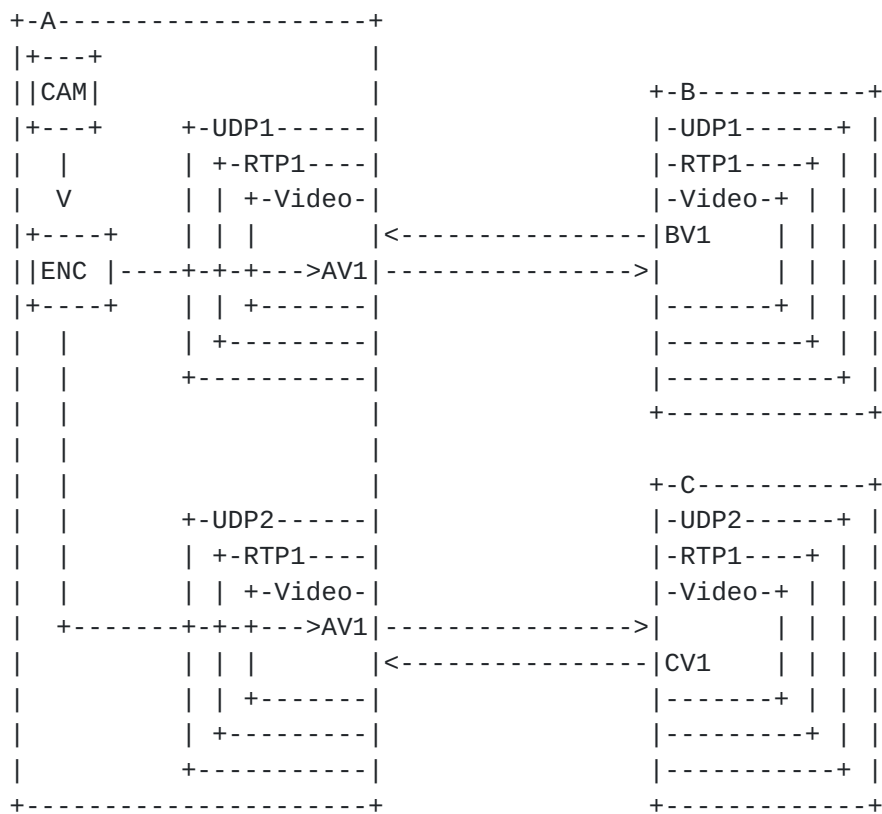 +-A--------------------+
|+---+                 |
||CAM|                 |                 +-B-----------+
|+---+     +-UDP1------|                 |-UDP1------+ |
|  |       | +-RTP1----|                 |-RTP1----+ | |
|  V       | | +-Video-|                 |-Video-+ | | |
|+----+    | | |       |<----------------|BV1    | | | |
||ENC |----+-+-+--->AV1|---------------->|       | | | |
|+----+    | | +-------|                 |-------+ | | |
|  |       | +---------|                 |---------+ | |
|  |       +-----------|                 |-----------+ |
|  |                   |                 +-------------+
|  |                   |
|  |                   |                 +-C-----------+
|  |       +-UDP2------|                 |-UDP2------+ |
|  |       | +-RTP1----|                 |-RTP1----+ | |
|  |       | | +-Video-|                 |-Video-+ | | |
|  +-------+-+-+--->AV1|---------------->|       | | | |
|          | | |       |<----------------|CV1    | | | |
|          | | +-------|                 |-------+ | | |
|          | +---------|                 |---------+ | |
|          +-----------|                 |-----------+ |
+----------------------+                 +-------------+